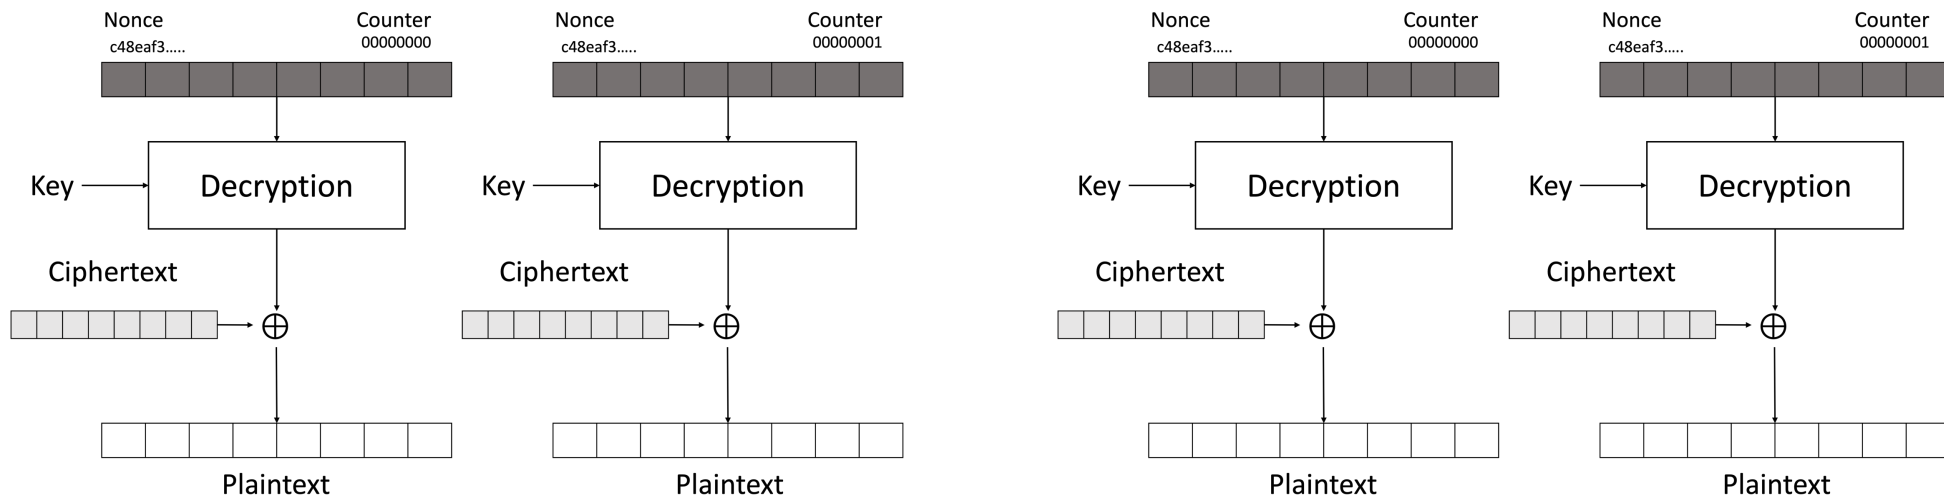 Nonce Counter Nonce Counter Nonce Counter Nonce Counter
c48eaf3..... 00000000 c48eaf3..... 00000001 c48eaf3..... 00000000 c48eaf3..... 00000001
Key Decryption Key Decryption Key Decryption Key Decryption
Ciphertext Ciphertext Ciphertext Ciphertext
Plaintext Plaintext Plaintext Plaintext